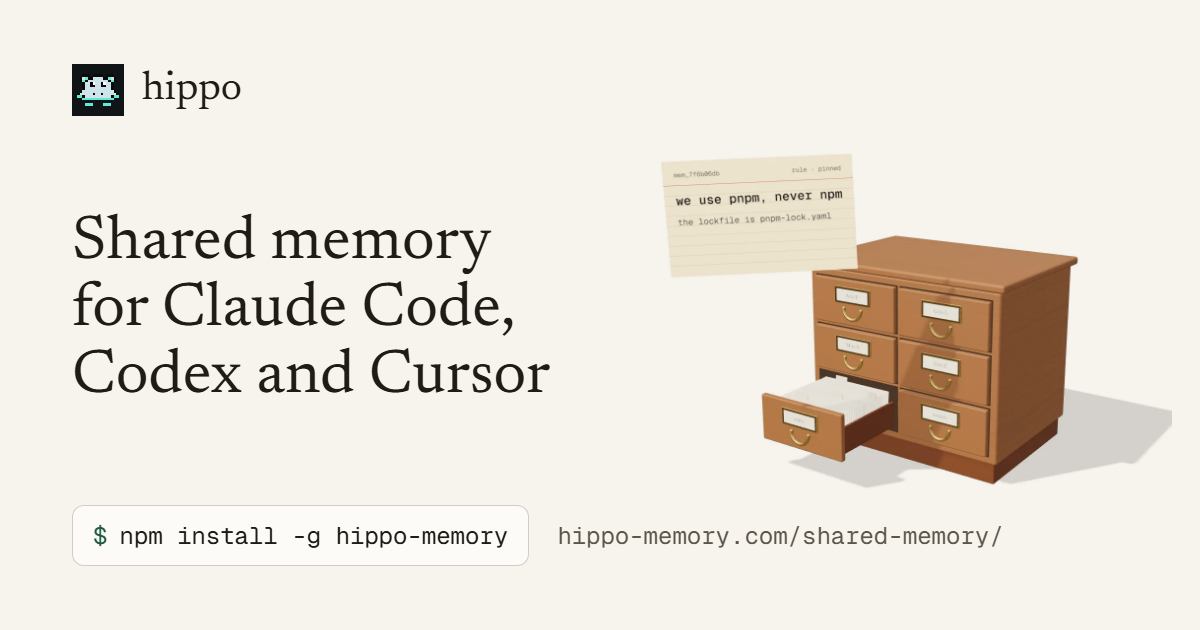 hippo
mem_7f0b06db
rule · pinned
we use pnpm, never npm
the lockfile is pnpm-lock.yaml
Shared memory
for Claude Code,
Codex and Cursor
$ npm install -g hippo-memory
hippo-memory.com/shared-memory/